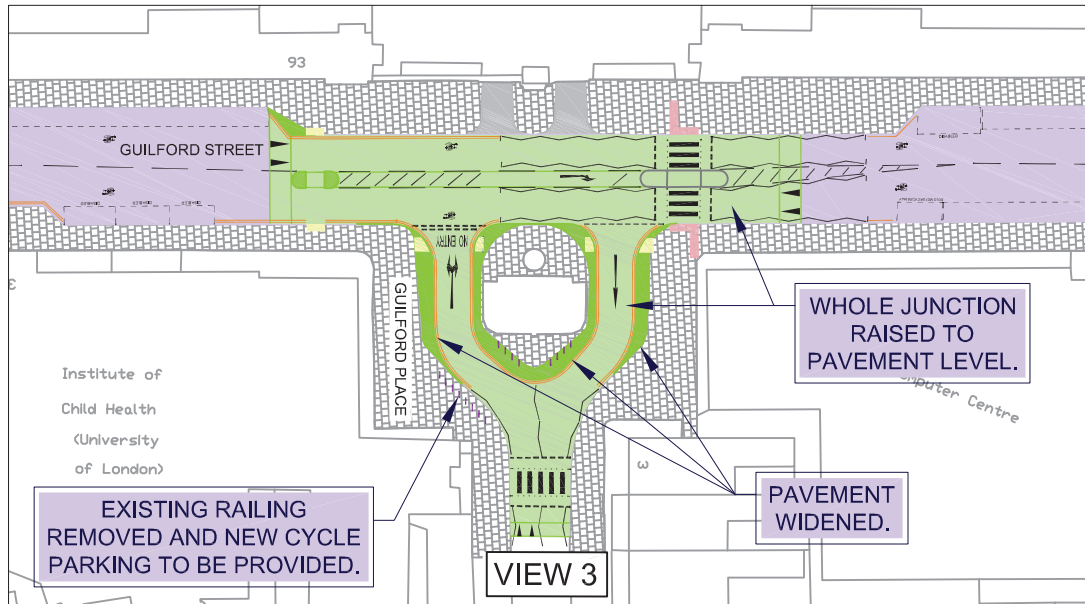 93
GUILFORD STREET
NO ENTRY
GUILFORD PLACE
WHOLE JUNCTION
RAISED TO
PAVEMENT LEVEL.
Computer Centre
Institute of
Child Health
(University
of London)
3
EXISTING RAILING
REMOVED AND NEW CYCLE
PARKING TO BE PROVIDED.
PAVEMENT
WIDENED.
VIEW 3